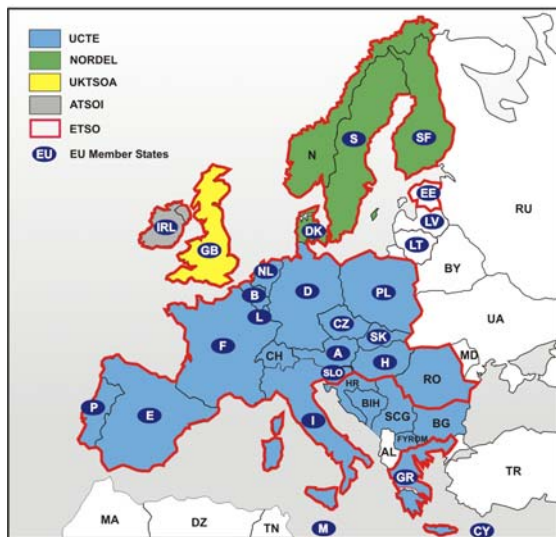 UCTE
NORDEL
UKTSOA
ATSOI
ETSO
EU EU Member States
N
S
SF
EE
RU
LV
DK
LT
IRL
GB
BY
NL
D
PL
B
L
CZ
UA
SK
F
CH
A
H
MD
SLO
RO
HR
BIH
P
E
I
SCG
BG
FYROM
AL
GR
TR
MA
DZ
TN
M
CY